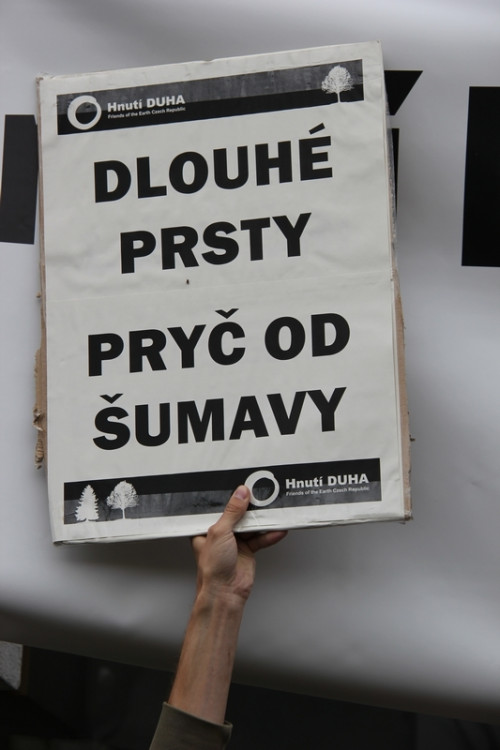 Hnutí DUHA
Friends of the Earth Czech Republic
DLOUHÉ
PRSTY
PRYČ OD
ŠUMAVY
Hnutí DUHA
Friends of the Earth Czech Republic